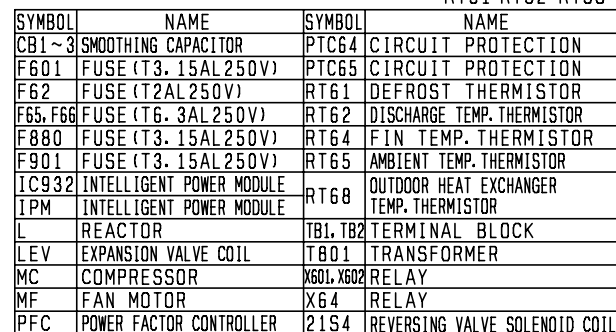 SYMBOL NAME SYMBOL NAME
CB1~3 SMOOTHING CAPACITOR PTC64 CIRCUIT PROTECTION
F601 FUSE(T3.15AL250V) PTC65 CIRCUIT PROTECTION
F62 FUSE(T2AL250V) RT61 DEFROST THERMISTOR
F65,F66 FUSE(T6.3AL250V) RT62 DISCHARGE TEMP.THERMISTOR
F880 FUSE(T3.15AL250V) RT64 FIN TEMP.THERMISTOR
F901 FUSE(T3.15AL250V) RT65 AMBIENT TEMP.THERMISTOR
IC932 INTELLIGENT POWER MODULE RT68 OUTDOOR HEAT EXCHANGER
IPM INTELLIGENT POWER MODULE TEMP.THERMISTOR
L REACTOR TB1,TB2 TERMINAL BLOCK
LEV EXPANSION VALVE COIL T801 TRANSFORMER
MC COMPRESSOR X601,X602 RELAY
MF FAN MOTOR X64 RELAY
PFC POWER FACTOR CONTROLLER 21S4 REVERSING VALVE SOLENOID COIL